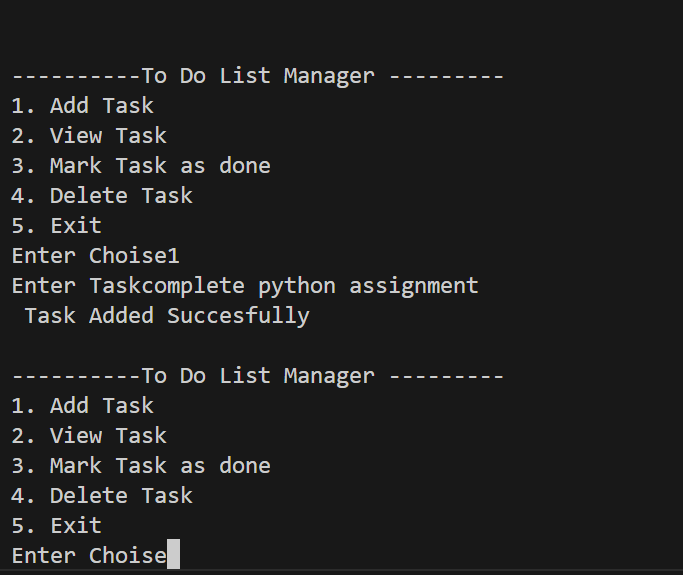 ----------To Do List Manager ---------
1. Add Task
2. View Task
3. Mark Task as done
4. Delete Task
5. Exit
Enter Choise1
Enter Taskcomplete python assignment
 Task Added Succesfully

----------To Do List Manager ---------
1. Add Task
2. View Task
3. Mark Task as done
4. Delete Task
5. Exit
Enter Choise